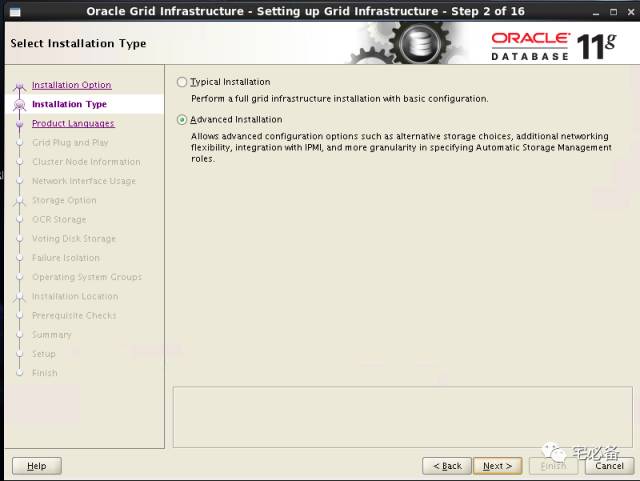 Oracle Grid Infrastructure - Setting up Grid Infrastructure - Step 2 of 16
Select Installation Type
ORACLE
DATABASE 11g
Installation Option
Installation Type
Product Languages
Grid Plug and Play
Cluster Node Information
Network Interface Usage
Storage Option
OCR Storage
Voting Disk Storage
Failure Isolation
Operating System Groups
Installation Location
Prerequisite Checks
Summary
Setup
Finish
Typical Installation
Perform a full grid infrastructure installation with basic configuration.
Advanced Installation
Allows advanced configuration options such as alternative storage choices, additional networking
flexibility, integration with IPMI, and more granularity in specifying Automatic Storage Management
roles.
宅必备
Help
< Back
Next >
Finish
Cancel